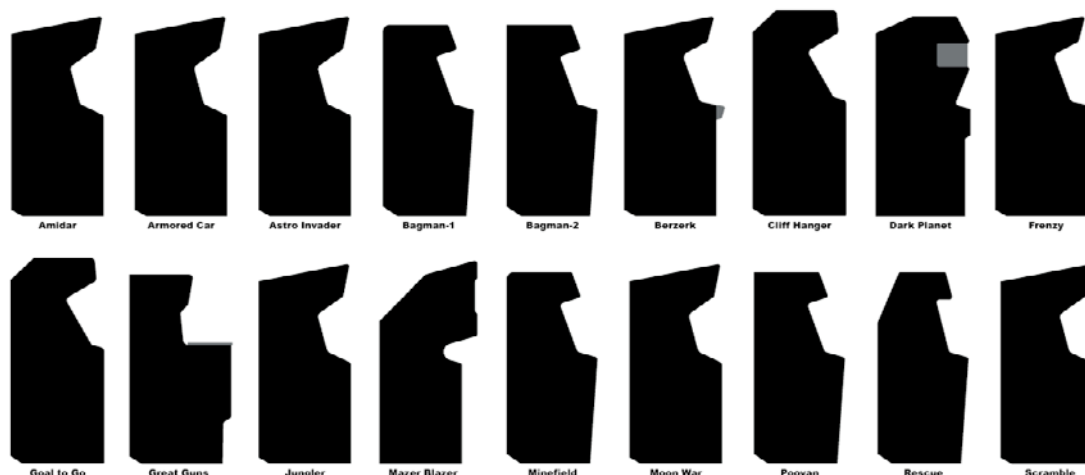 Amidar
Armored Car
Astro Invader
Bagman-1
Bagman-2
Berzerk
Cliff Hanger
Dark Planet
Frenzy
Goal to Go
Great Guns
Jungler
Mazer Blazer
Minefield
Moon War
Pooyan
Rescue
Scramble